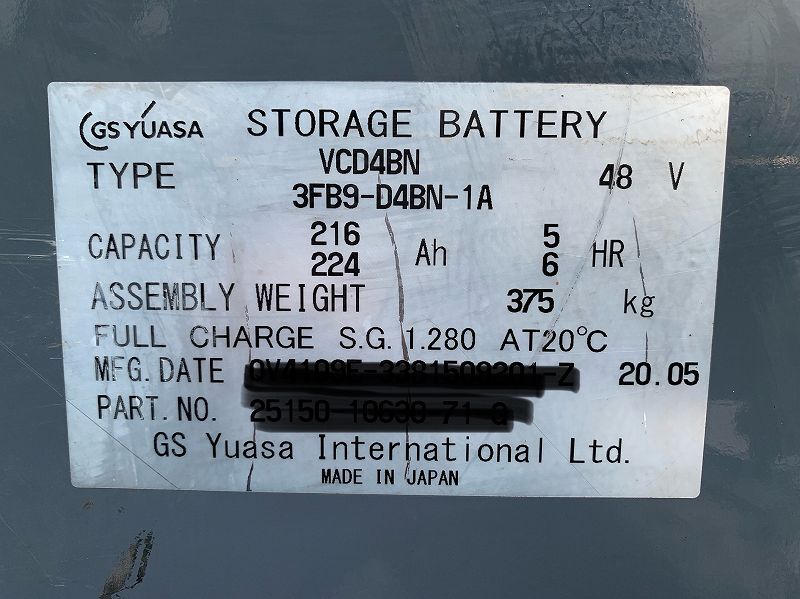 GS YUASA STORAGE BATTERY
TYPE VCD4BN 48 V
3FB9-D4BN-1A
CAPACITY 216 Ah 5 HR
224 6
ASSEMBLY WEIGHT 375 kg
FULL CHARGE S.G. 1.280 AT20℃
MFG. DATE 20.05
PART. NO.
GS Yuasa International Ltd.
MADE IN JAPAN